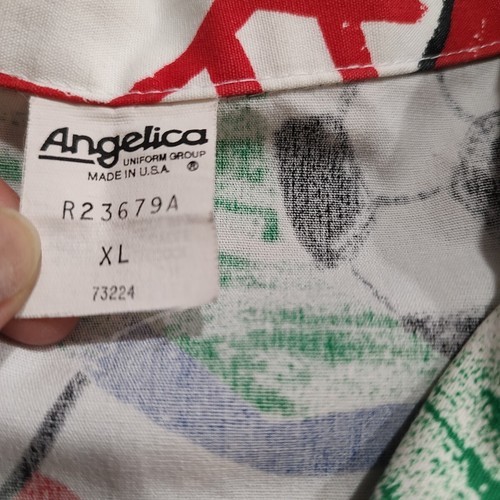 Angelica
UNIFORM GROUP
MADE IN U.S.A. ®
R23679A
XL
73224